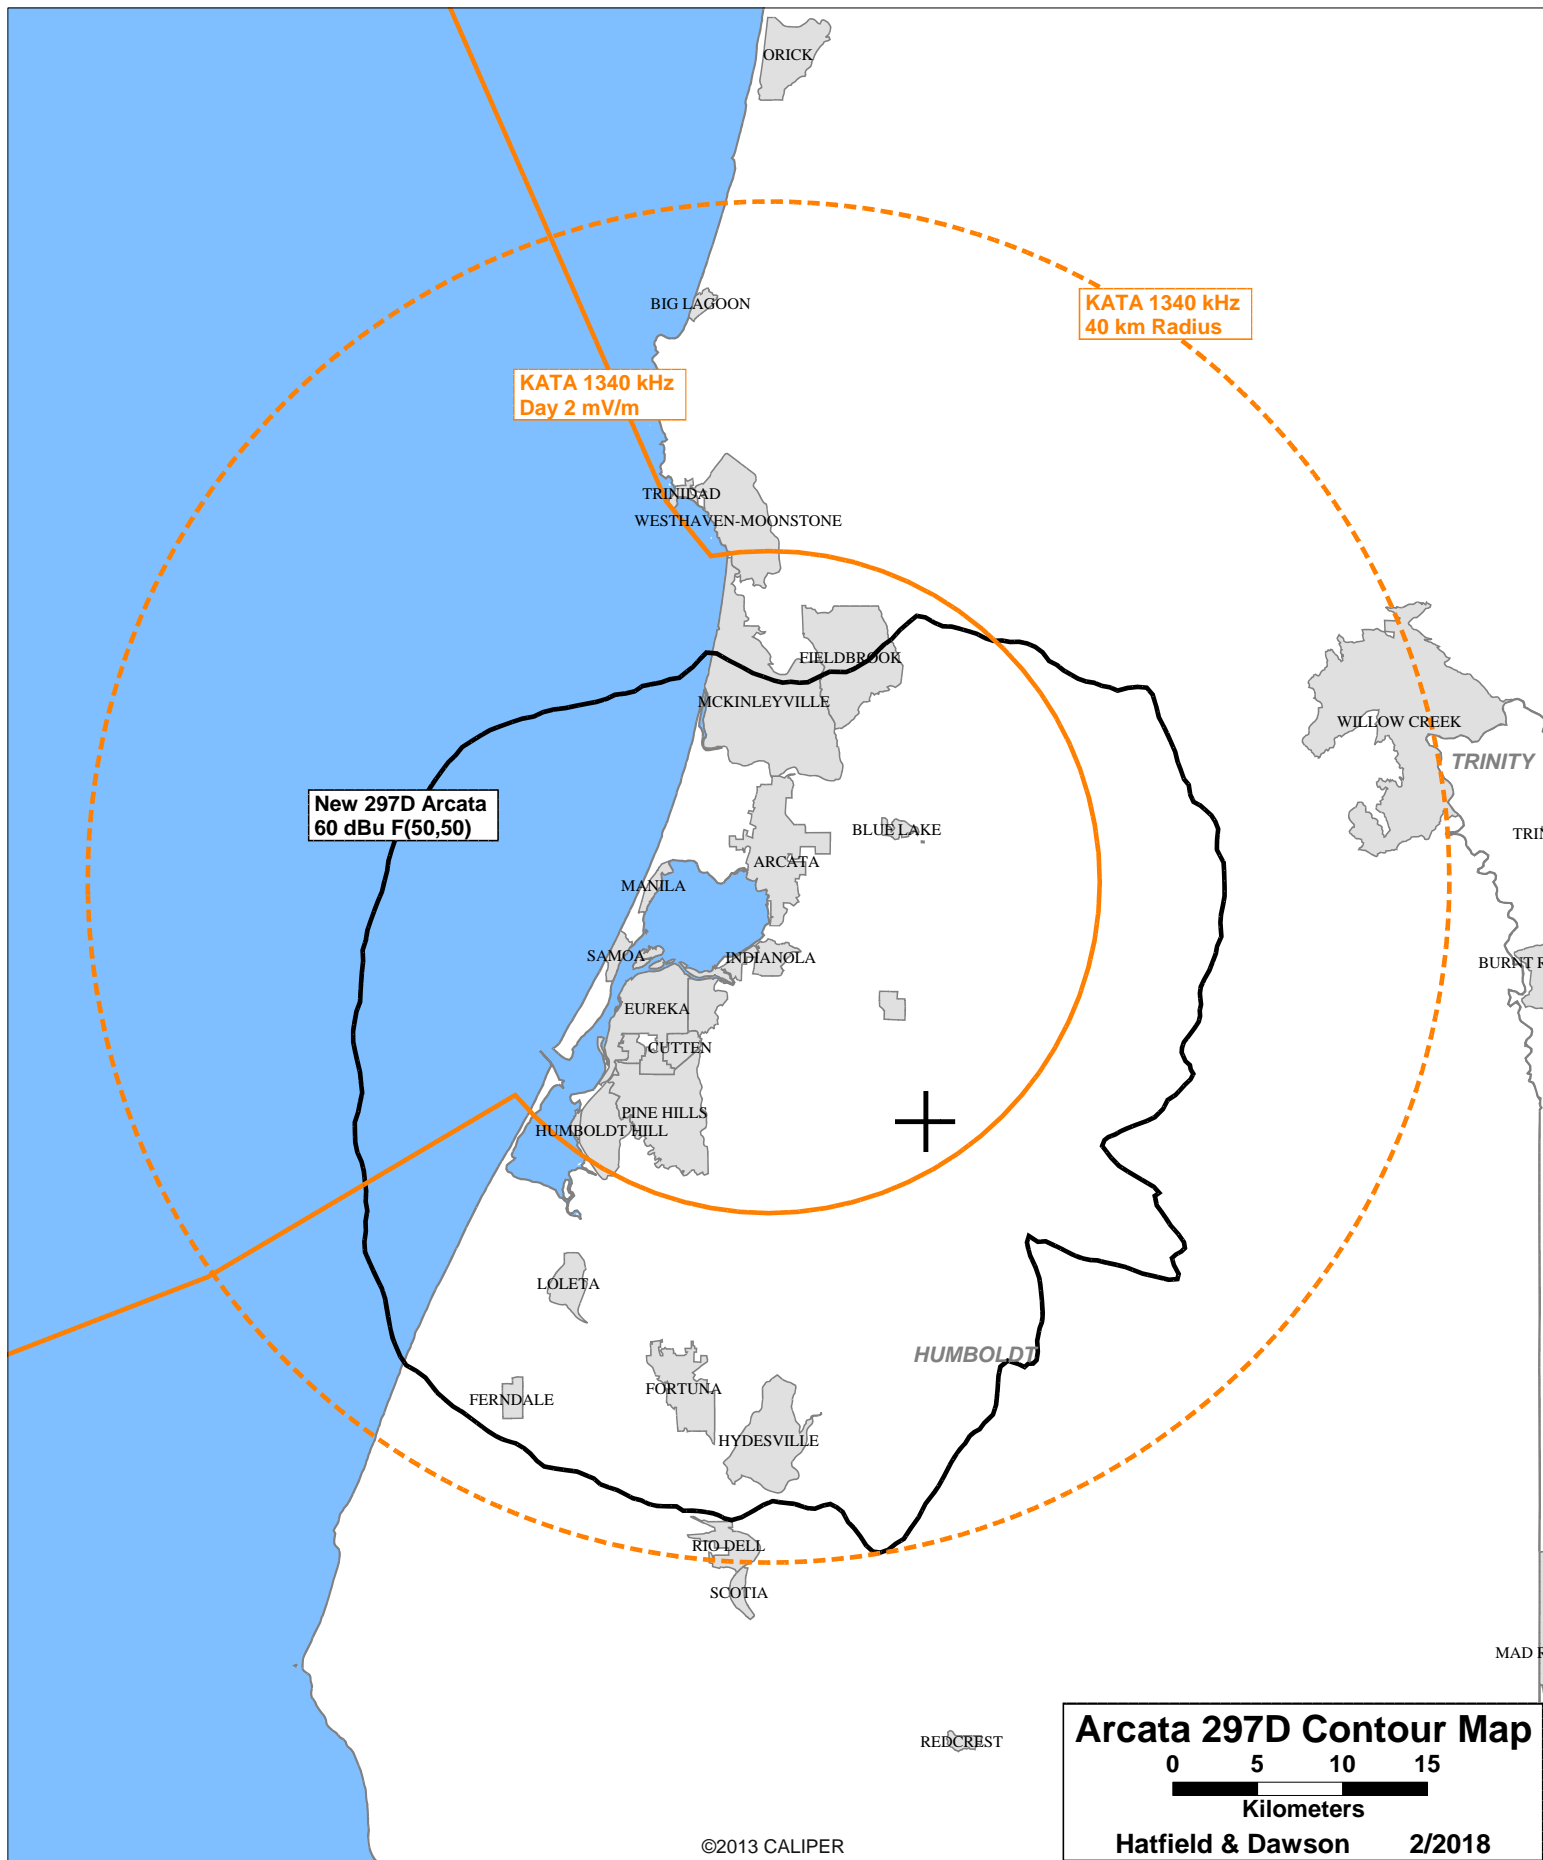 ORICK
BIG LAGOON
KATA 1340 kHz
40 km Radius
KATA 1340 kHz
Day 2 mV/m
TRINIDAD
WESTHAVEN-MOONSTONE
FIELDBROOK
MCKINLEYVILLE
WILLOW CREEK
TRINITY
New 297D Arcata
60 dBu F(50,50)
BLUE LAKE
TRIN
ARCATA
MANILA
SAMOA
INDIANOLA
BURNT R
EUREKA
CUTTEN
PINE HILLS
HUMBOLDT HILL
LOLETA
HUMBOLDT
FERNDALE
FORTUNA
HYDESVILLE
RIO DELL
SCOTIA
MAD R
REDCREST
Arcata 297D Contour Map
0 5 10 15
Kilometers
Hatfield & Dawson 2/2018
©2013 CALIPER